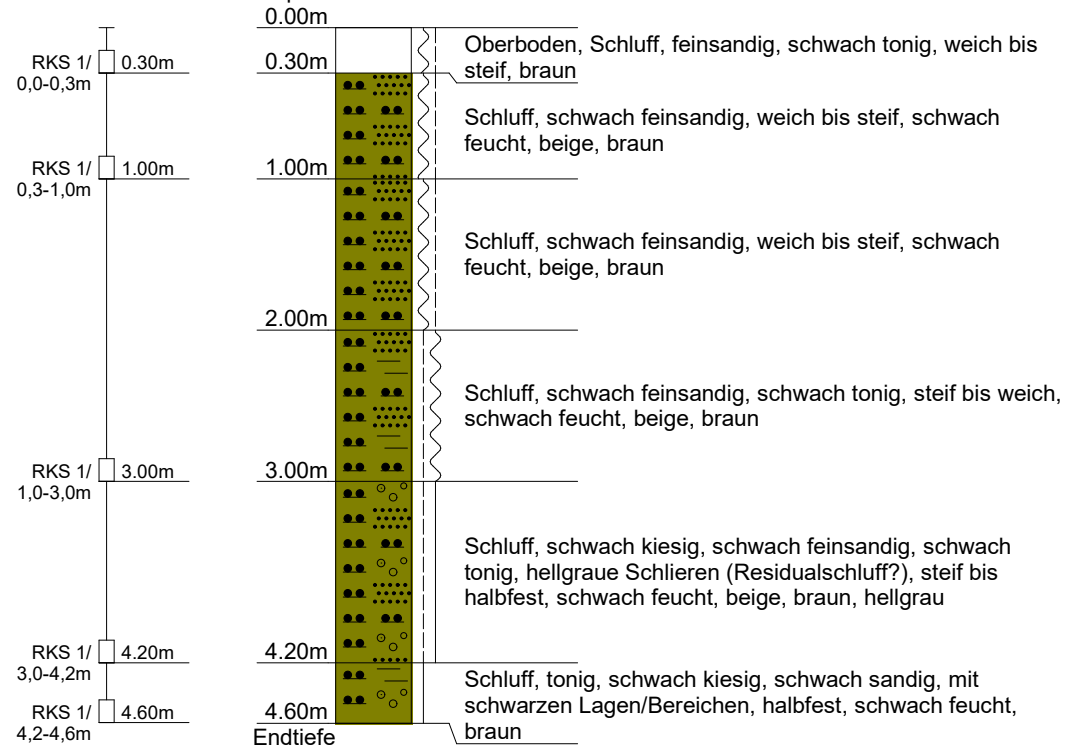 0.00m
RKS 1/ 0.30m
0,0-0,3m
0.30m
Oberboden, Schluff, feinsandig, schwach tonig, weich bis
steif, braun
Schluff, schwach feinsandig, weich bis steif, schwach
feucht, beige, braun
RKS 1/ 1.00m
0,3-1,0m
1.00m
Schluff, schwach feinsandig, weich bis steif, schwach
feucht, beige, braun
2.00m
Schluff, schwach feinsandig, schwach tonig, steif bis weich,
schwach feucht, beige, braun
RKS 1/ 3.00m
1,0-3,0m
3.00m
Schluff, schwach kiesig, schwach feinsandig, schwach
tonig, hellgraue Schlieren (Residualschluff?), steif bis
halbfest, schwach feucht, beige, braun, hellgrau
RKS 1/ 4.20m
3,0-4,2m
4.20m
Schluff, tonig, schwach kiesig, schwach sandig, mit
schwarzen Lagen/Bereichen, halbfest, schwach feucht,
braun
RKS 1/ 4.60m
4,2-4,6m
4.60m
Endtiefe